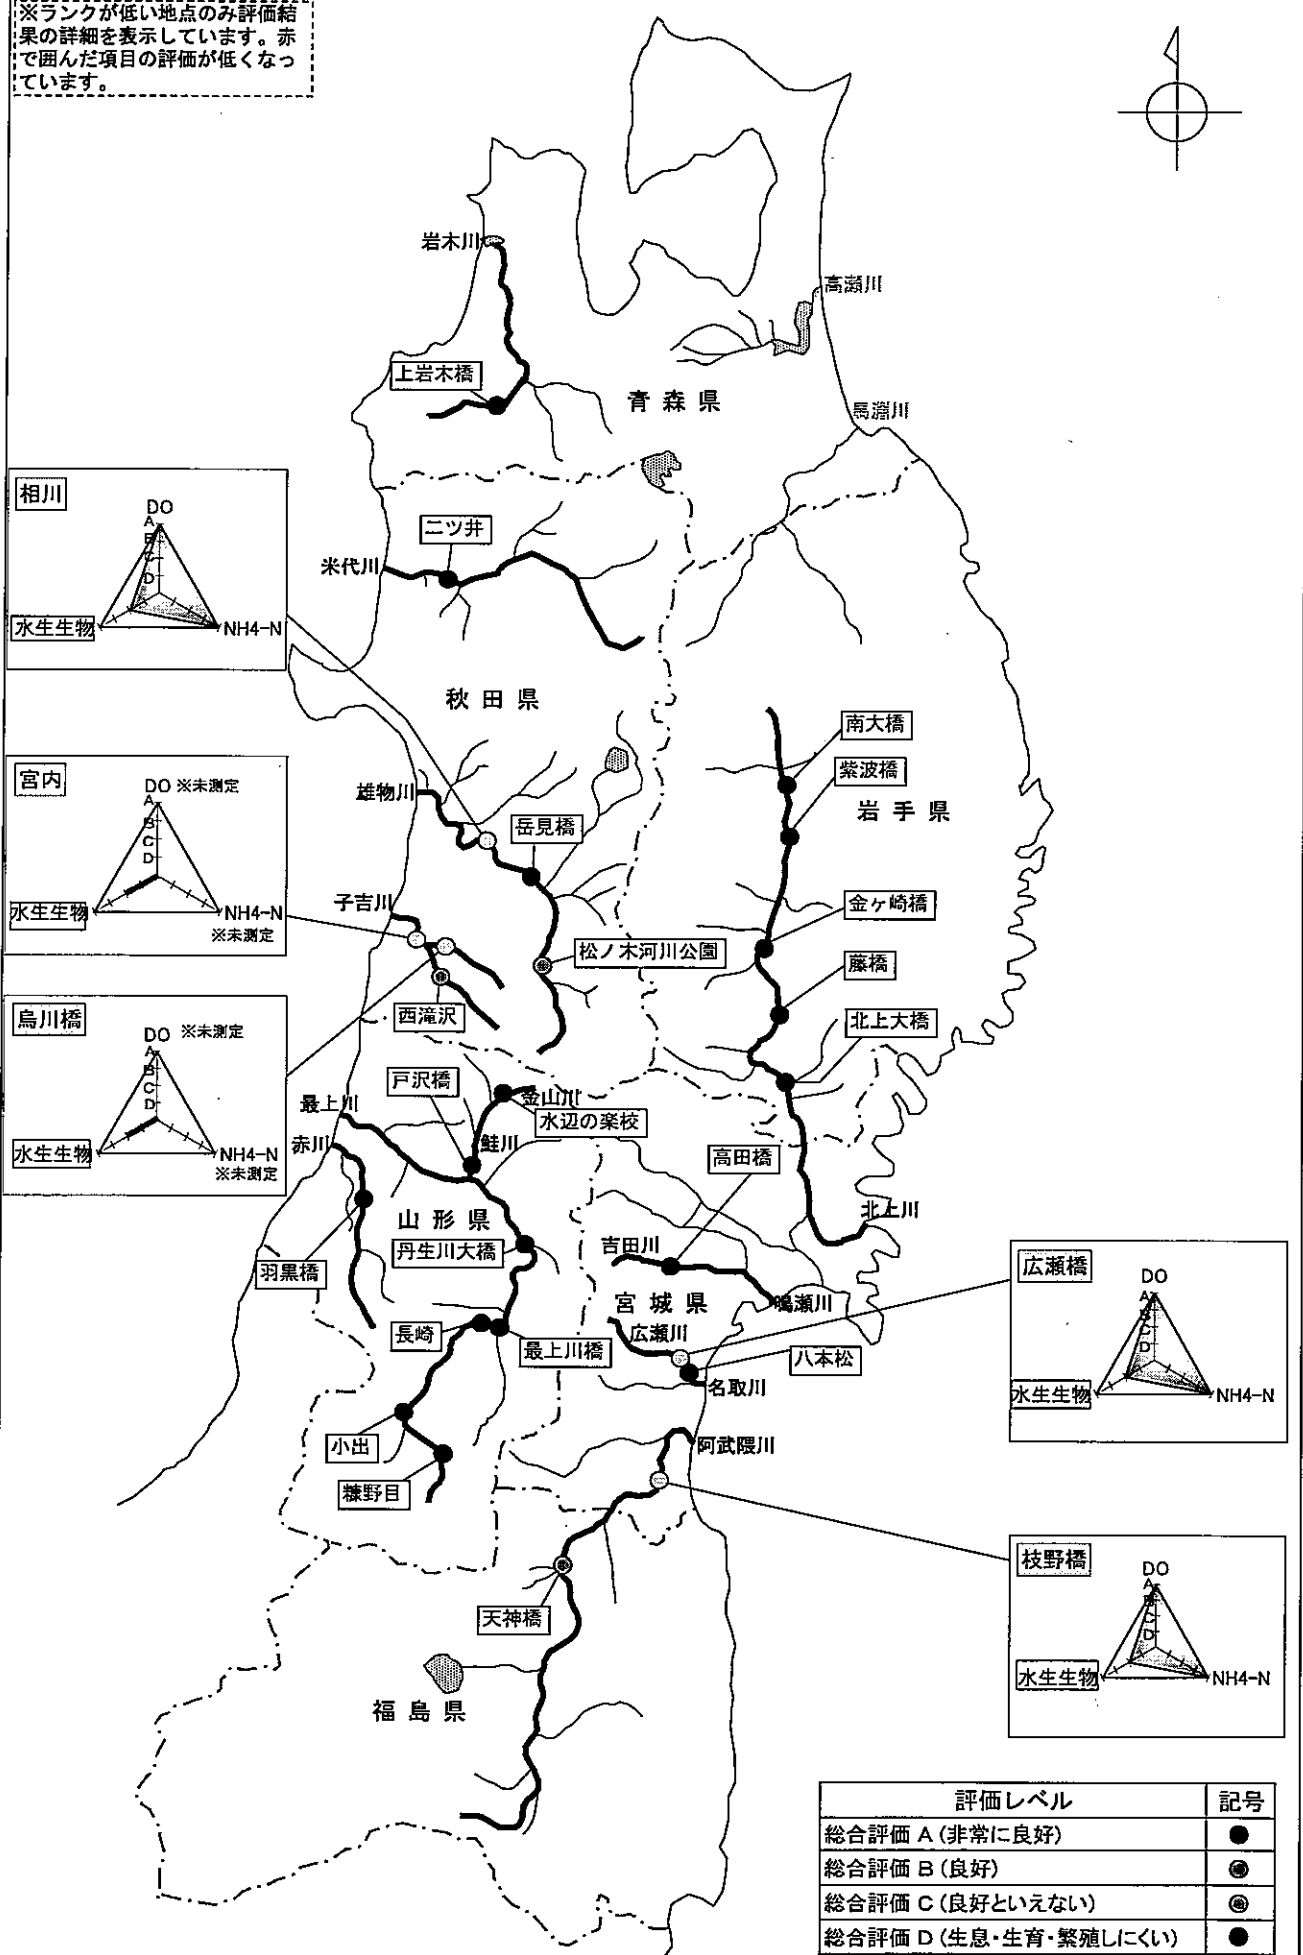 ※ランクが低い地点のみ評価結
果の詳細を表示しています。赤
で囲んだ項目の評価が低くなっ
ています。
岩木川
高瀬川
上岩木橋
青森県
馬淵川
相川
DO
A
B
C
D
水生生物
NH4-N
二ツ井
米代川
秋田県
宮内
DO ※未測定
A
B
C
D
水生生物
NH4-N
※未測定
雄物川
岳見橋
南大橋
紫波橋
岩手県
子吉川
松ノ木河川公園
金ヶ崎橋
藤橋
西滝沢
北上大橋
鳥川橋
DO ※未測定
A
B
C
D
水生生物
NH4-N
※未測定
戸沢橋
金山川
水辺の楽校
最上川
赤川
鮭川
高田橋
山形県
北上川
丹生川大橋
吉田川
羽黒橋
宮城県
鳴瀬川
長崎
最上川橋
広瀬川
八本松
名取川
広瀬橋
DO
A
B
C
D
水生生物
NH4-N
小出
糠野目
阿武隈川
天神橋
枝野橋
DO
A
B
C
D
水生生物
NH4-N
福島県
評価レベル 記号
総合評価 A (非常に良好)
総合評価 B (良好)
総合評価 C (良好といえない)
総合評価 D (生息・生育・繁殖しにくい)